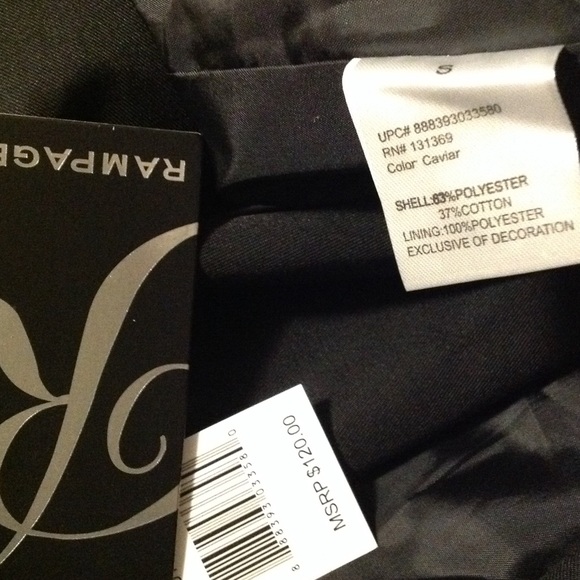 RAMPAGE
S
UPC# 888393033580
RN# 131369
Color Caviar
SHELL:63%POLYESTER
37%COTTON
LINING:100%POLYESTER
EXCLUSIVE OF DECORATION
MSRP $120.00
8 88393 03358 0